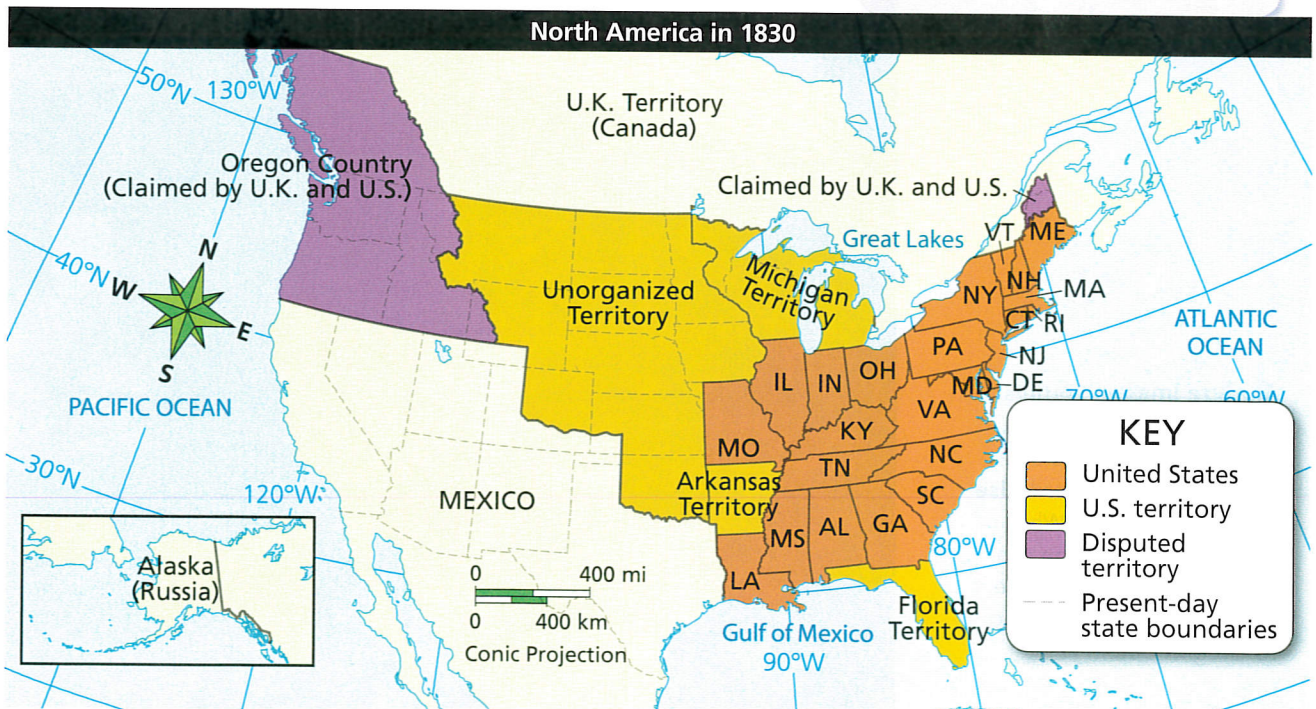 North America in 1830
50°N
130°W
U.K. Territory
(Canada)
Oregon Country
(Claimed by U.K. and U.S.)
Claimed by U.K. and U.S.
VT
ME
Great Lakes
40°N
N
W
E
S
Unorganized
Territory
Michigan
Territory
NY
NH
MA
CT
RI
ATLANTIC
OCEAN
PA
NJ
IL
IN
OH
MD
DE
70°W
60°W
PACIFIC OCEAN
VA
KY
MO
NC
TN
30°N
120°W
MEXICO
Arkansas
Territory
SC
MS
AL
GA
80°W
LA
Alaska
(Russia)
0 400 mi
0 400 km
Conic Projection
Gulf of Mexico
90°W
Florida
Territory
KEY
United States
U.S. territory
Disputed
territory
Present-day
state boundaries